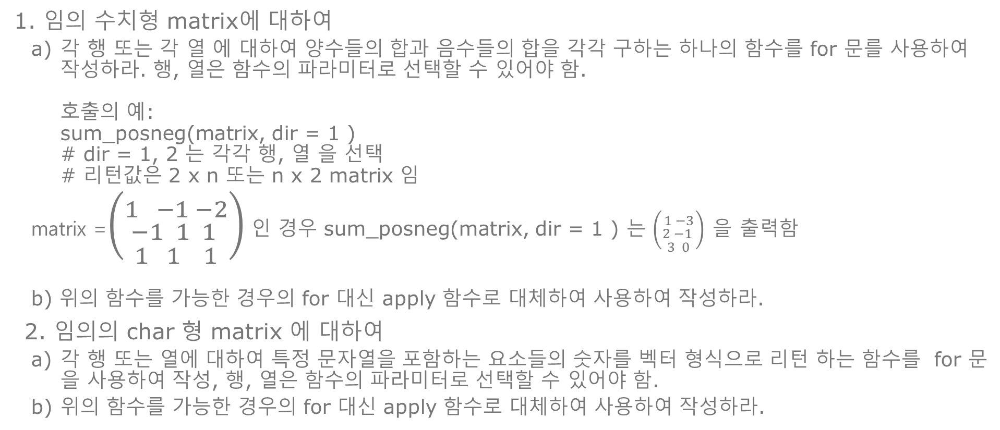 1. 임의 수치형 matrix에 대하여
a) 각 행 또는 각 열 에 대하여 양수들의 합과 음수들의 합을 각각 구하는 하나의 함수를 for 문를 사용하여
작성하라. 행, 열은 함수의 파라미터로 선택할 수 있어야 함.
호출의 예:
sum_posneg(matrix, dir = 1 )
# dir = 1, 2 는 각각 행, 열 을 선택
# 리턴값은 2 x n 또는 n x 2 matrix 임
matrix = (1 −1 −2
−1 1 1
1 1 1) 인 경우 sum_posneg(matrix, dir = 1 ) 는 (1 −3
2 −1
3 0) 을 출력함
b) 위의 함수를 가능한 경우의 for 대신 apply 함수로 대체하여 사용하여 작성하라.
2. 임의의 char 형 matrix 에 대하여
a) 각 행 또는 열에 대하여 특정 문자열을 포함하는 요소들의 숫자를 벡터 형식으로 리턴 하는 함수를 for 문
을 사용하여 작성, 행, 열은 함수의 파라미터로 선택할 수 있어야 함.
b) 위의 함수를 가능한 경우의 for 대신 apply 함수로 대체하여 사용하여 작성하라.